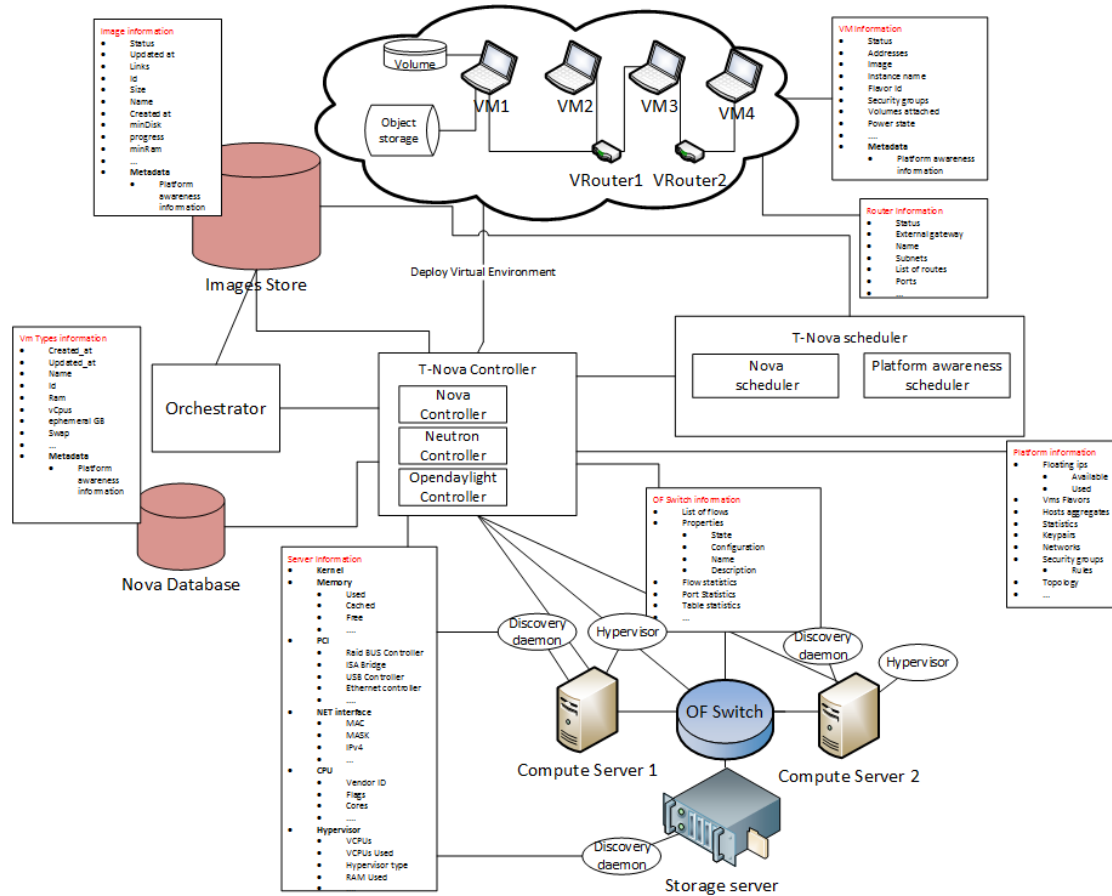 Image information
Status
Updated at
Links
Id
Size
Name
Created at
minDisk
progress
minRam
...
Metadata
Platform
awareness
information
Images Store
Volume
Object
storage
VM1
VM2
VM3
VM4
VRouter1
VRouter2
VM Information
Status
Addresses
Image
Instance name
Flavor Id
Security groups
Volumes attached
Power state
....
Metadata
Platform awareness
information
Router Information
Status
External gateway
Name
Subnets
List of routes
Ports
...
Deploy Virtual Environment
Vm Types information
Created_at
Updated_at
Name
Id
Ram
vCpus
ephemeral GB
Swap
...
Metadata
Platform
awareness
information
Orchestrator
Nova Database
T-Nova Controller
Nova
Controller
Neutron
Controller
Opendaylight
Controller
T-Nova scheduler
Nova
scheduler
Platform awareness
scheduler
Platform information
Floating ips
Available
Used
Vms Flavors
Hosts aggregates
Statistics
Keypairs
Networks
Security groups
Rules
Topology
...
OF Switch information
List of flows
Properties
State
Configuration
Name
Description
Flow statistics
Port Statistics
Table statistics
...
Server Information
Kernel
Memory
Used
Cached
Free
....
PCI
Raid BUS Controller
ISA Bridge
USB Controller
Ethernet controller
....
NET interface
MAC
MASK
IPv4
...
CPU
Vendor ID
Flags
Cores
....
Hypervisor
VCPUs
VCPUs Used
Hypervisor type
RAM Used
...
Discovery
daemon
Hypervisor
Discovery
daemon
Hypervisor
OF Switch
Compute Server 1
Compute Server 2
Discovery
daemon
Storage server